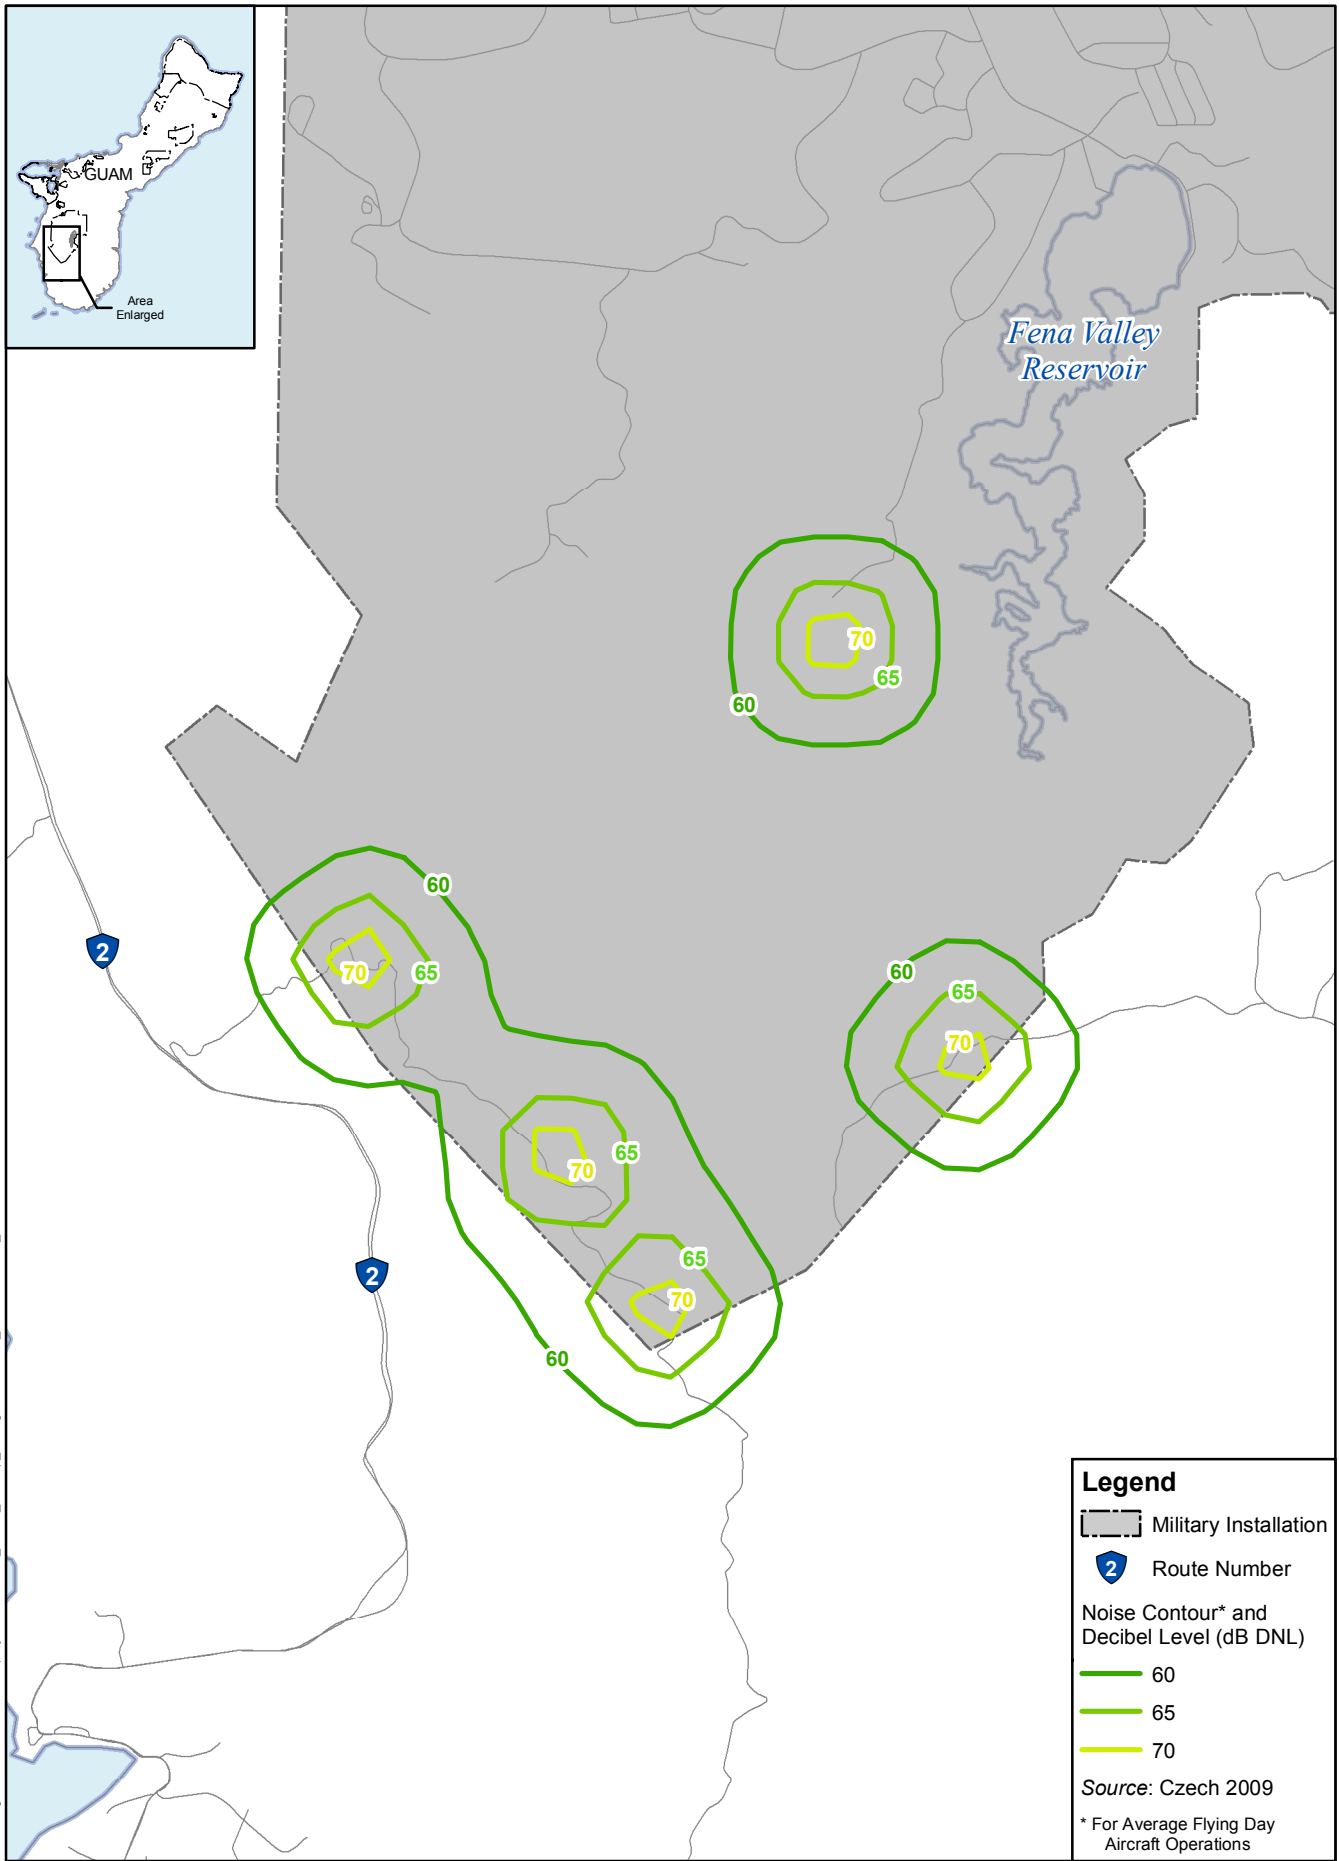 GUAM
Area
Enlarged
Fena Valley
Reservoir
70
65
60
60
2
70
65
60
65
70
65
70
2
65
70
60
Legend
Military Installation
2 Route Number
Noise Contour* and
Decibel Level (dB DNL)
60
65
70
Source: Czech 2009
* For Average Flying Day
Aircraft Operations